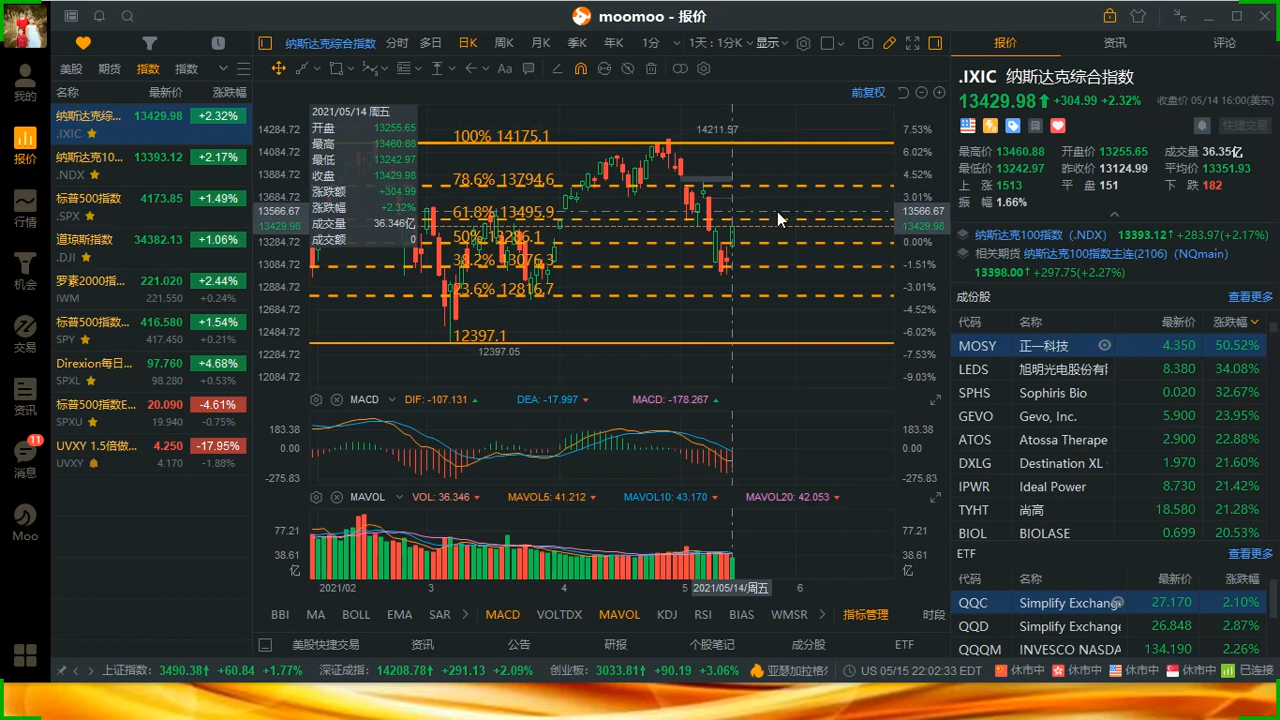 moomoo - 报价
我的
报价
行情
机会
交易
资讯
11
消息
Moo
美股 期货 指数 指数
名称 最新价 涨跌幅
纳斯达克综... 13429.98 +2.32%
.IXIC
纳斯达克10... 13393.12 +2.17%
.NDX
标普500指数 4173.85 +1.49%
.SPX
道琼斯指数 34382.13 +1.06%
.DJI
罗素2000指... 221.020 +2.44%
IWM 221.550 +0.24%
标普500指数... 416.580 +1.54%
SPY 417.450 +0.21%
Direxion每日... 97.760 +4.68%
SPXL 98.280 +0.53%
标普500指数E... 20.090 -4.61%
SPXU 19.940 -0.75%
UVXY 1.5倍做... 4.250 -17.95%
UVXY 4.170 -1.88%
纳斯达克综合指数 分时 多日 日K 周K 月K 季K 年K 1分 1天 : 1分K 显示
Aa
前复权
2021/05/14 周五
开盘 13255.65
最高 13460.88
最低 13242.97
收盘 13429.98
涨跌额 +304.99
涨跌幅 +2.32%
成交量 36.346亿
成交额 0
14284.72
14084.72
13884.72
13684.72
13566.67
13429.98
13284.72
13084.72
12884.72
12684.72
12484.72
12284.72
12084.72
14211.57
100% 14175.1
78.6% 13794.6
61.8% 13495.9
50% 13286.1
38.2% 13076.3
23.6% 12816.7
12397.1
12397.05
7.53%
6.02%
4.52%
3.01%
13566.67
13429.98
0.00%
-1.51%
-3.01%
-4.52%
-6.02%
-7.53%
-9.03%
MACD DIF: -107.131 DEA: -17.997 MACD: -178.267
183.38 183.38
0.00 0.00
-275.83 -275.83
MAVOL VOL: 36.346 MAVOL5: 41.212 MAVOL10: 43.170 MAVOL20: 42.053
77.21 77.21
38.61 38.61
亿 亿
2021/02 3 4 5 2021/05/14/周五 6
BBI MA BOLL EMA SAR MACD VOLTDX MAVOL KDJ RSI BIAS WMSR 指标管理 时段
美股快捷交易 资讯 公告 研报 个股笔记 成分股 ETF
报价 资讯 评论
.IXIC 纳斯达克综合指数
13429.98 +304.99 +2.32% 收盘价 05/14 16:00(美东)
快捷交易
最高价 13460.88 开盘价 13255.65 成交量 36.35亿
最低价 13242.97 昨收价 13124.99 平均价 13351.93
上 涨 1513 平 盘 151 下 跌 182
振 幅 1.66%
纳斯达克100指数 (.NDX) 13393.12 +283.97(+2.17%)
相关期货 纳斯达克100指数主连(2106) (NQmain)
13398.00 +297.75(+2.27%)
成份股 查看更多
代码 名称 最新价 涨跌幅
MOSY 正一科技 4.350 50.52%
LEDS 旭明光电股份有 8.380 34.08%
SPHS Sophiris Bio 0.020 32.67%
GEVO Gevo, Inc. 5.900 23.95%
ATOS Atossa Therape 2.900 22.88%
DXLG Destination XL 1.970 21.60%
IPWR Ideal Power 8.730 21.42%
TYHT 尚高 18.580 21.28%
BIOL BIOLASE 0.699 20.53%
ETF 查看更多
代码 名称 最新价 涨跌幅
QQC Simplify Exchange 27.170 2.10%
QQD Simplify Exchange 26.848 2.87%
QQQM INVESCO NASDA 134.190 2.26%
上证指数: 3490.38 +60.84 +1.77% 深证成指: 14208.78 +291.13 +2.09% 创业板: 3033.81 +90.19 +3.06% 亚瑟加拉格 US 05/15 22:02:33 EDT 休市中 休市中 休市中 休市中 已连接